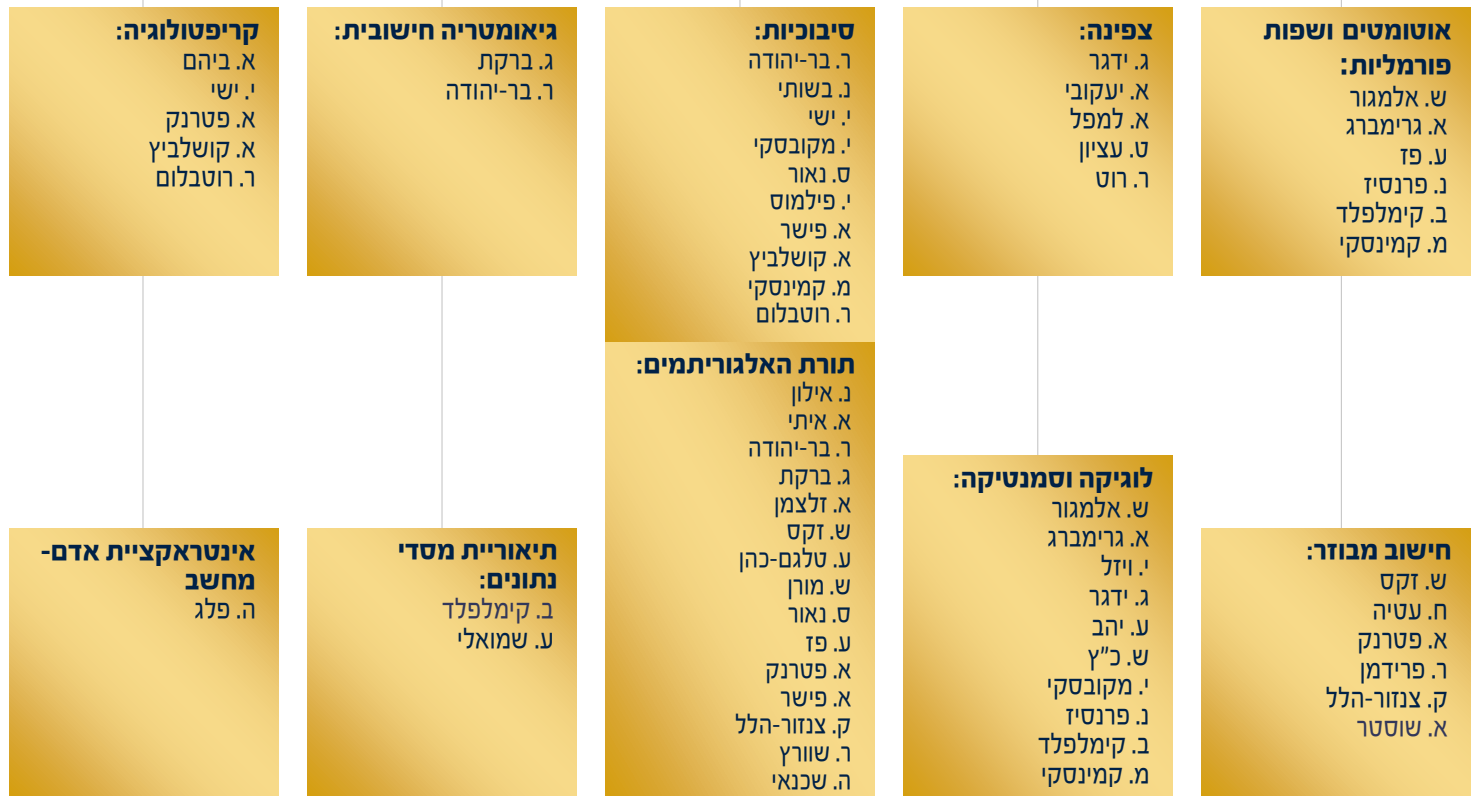 אוטומטים ושפות
פורמליות:
ש. אלמגור
א. גרימברג
ע. פז
נ. פרנסיז
ב. קימלפלד
מ. קמינסקי
צפינה:
ג. ידגר
א. יעקובי
א. למפל
ט. עציון
ר. רוט
סיבוכיות:
ר. בר-יהודה
נ. בשותי
י. ישי
י. מקובסקי
ס. נאור
י. פילמוס
א. פישר
א. קושלביץ
מ. קמינסקי
ר. רוטבלום
גיאומטריה חישובית:
ג. ברקת
ר. בר-יהודה
קריפטולוגיה:
א. ביהם
י. ישי
א. פטרנק
א. קושלביץ
ר. רוטבלום
חישוב מבוזר:
ש. זקס
ח. עטיה
א. פטרנק
ר. פרידמן
ק. צנזור-הלל
א. שוסטר
לוגיקה וסמנטיקה:
ש. אלמגור
א. גרימברג
י. ויזל
ג. ידגר
ע. יהב
ש. כ"ץ
י. מקובסקי
נ. פרנסיז
ב. קימלפלד
מ. קמינסקי
תורת האלגוריתמים:
נ. אילון
א. איתי
ר. בר-יהודה
ג. ברקת
א. זלצמן
ש. זקס
ע. טלגם-כהן
ש. מורן
ס. נאור
ע. פז
א. פטרנק
א. פישר
ק. צנזור-הלל
ר. שוורץ
ה. שכנאי
תיאוריית מסדי
נתונים:
ב. קימלפלד
ע. שמואלי
אינטראקציית אדם-
מחשב
ה. פלג